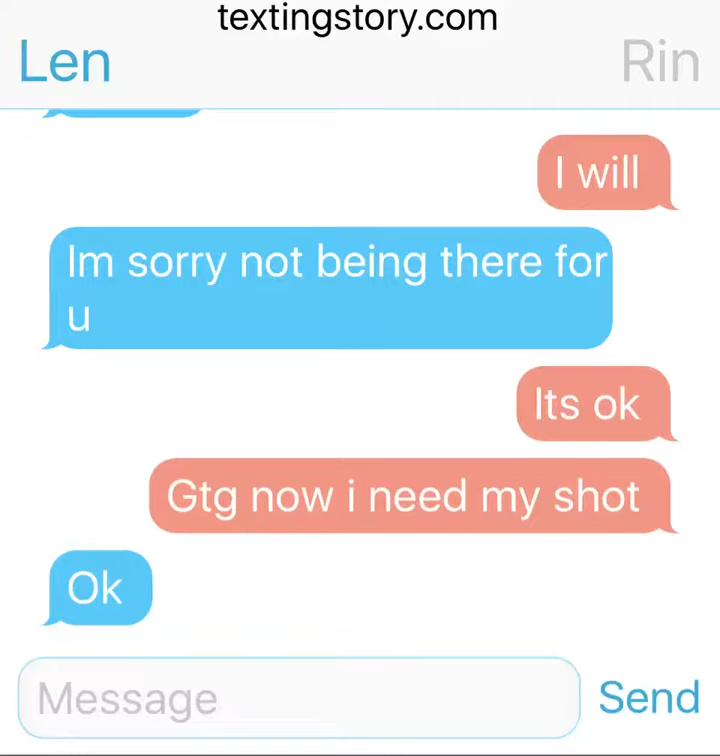 textingstory.com
Len
Rin
I will
Im sorry not being there for
u
Its ok
Gtg now i need my shot
Ok
Message
Send